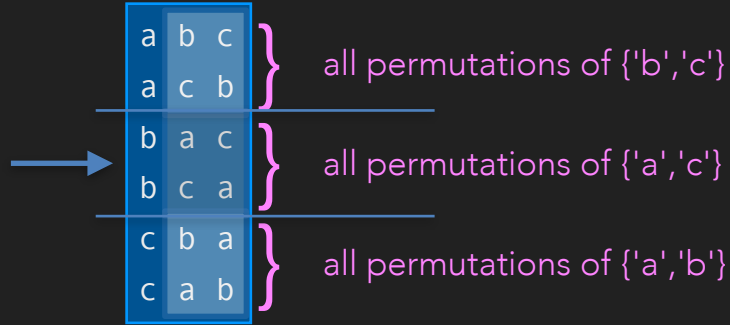 a b c
a c b
all permutations of {'b','c'}
b a c
b c a
all permutations of {'a','c'}
c b a
c a b
all permutations of {'a','b'}